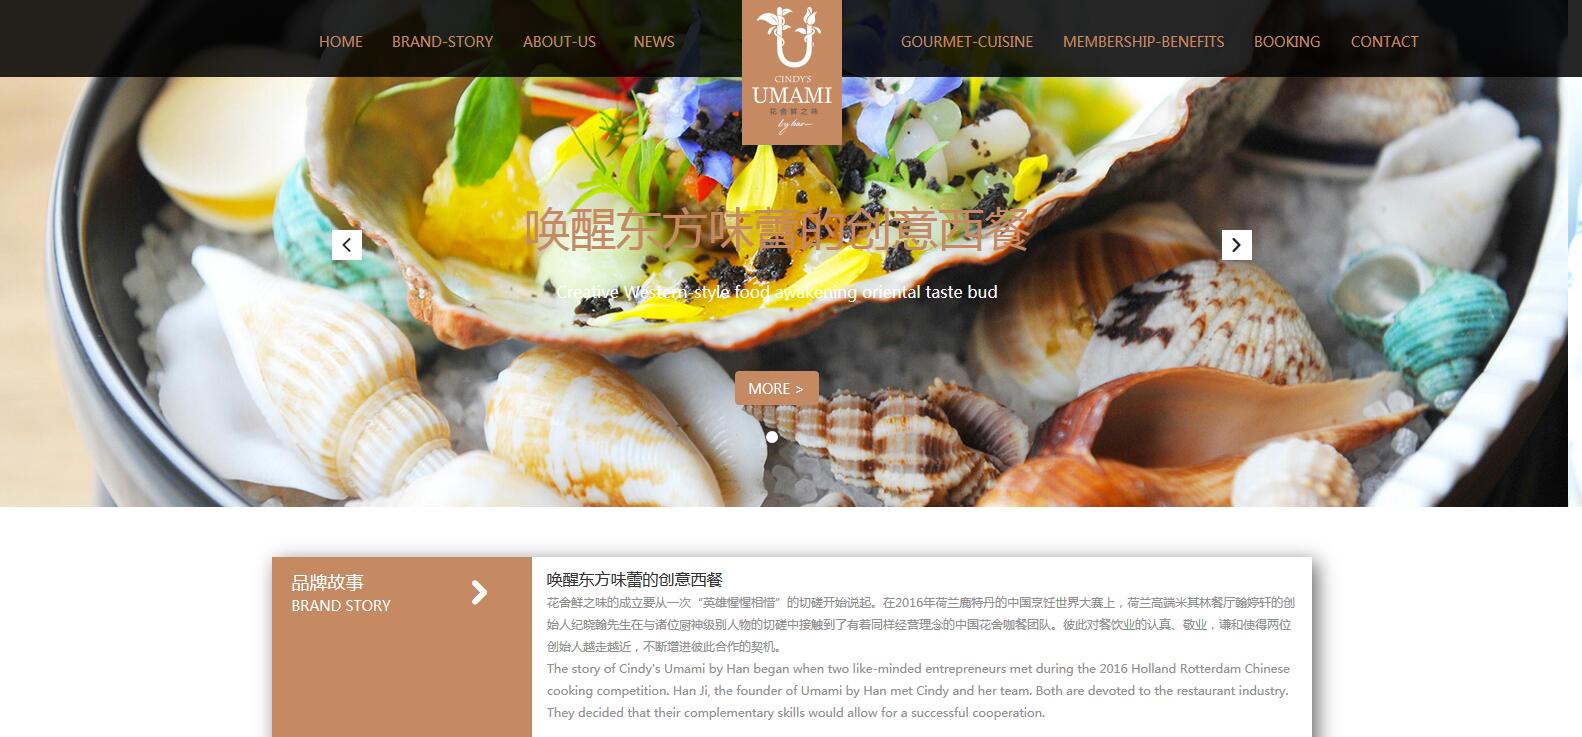 HOME BRAND-STORY ABOUT-US NEWS GOURMET-CUISINE MEMBERSHIP-BENEFITS BOOKING CONTACT
CINDY'S
UMAMI
花舍鲜之味
by han
唤醒东方味蕾的创意西餐
Creative Western-style food awakening oriental taste bud
MORE >
品牌故事
BRAND STORY
唤醒东方味蕾的创意西餐
花舍鲜之味的成立要从一次“英雄惺惺相惜”的切磋开始说起。在2016年荷兰鹿特丹的中国烹饪世界大赛上，荷兰高端米其林餐厅翰婷轩的创
始人纪晓翰先生在与诸位厨神级别人物的切磋中接触到了有着同样经营理念的中国花舍咖餐团队。彼此对餐饮业的认真、敬业，谦和使得两位
创始人越走越近，不断增进彼此合作的契机。
The story of Cindy's Umami by Han began when two like-minded entrepreneurs met during the 2016 Holland Rotterdam Chinese
cooking competition. Han Ji, the founder of Umami by Han met Cindy and her team. Both are devoted to the restaurant industry.
They decided that their complementary skills would allow for a successful cooperation.